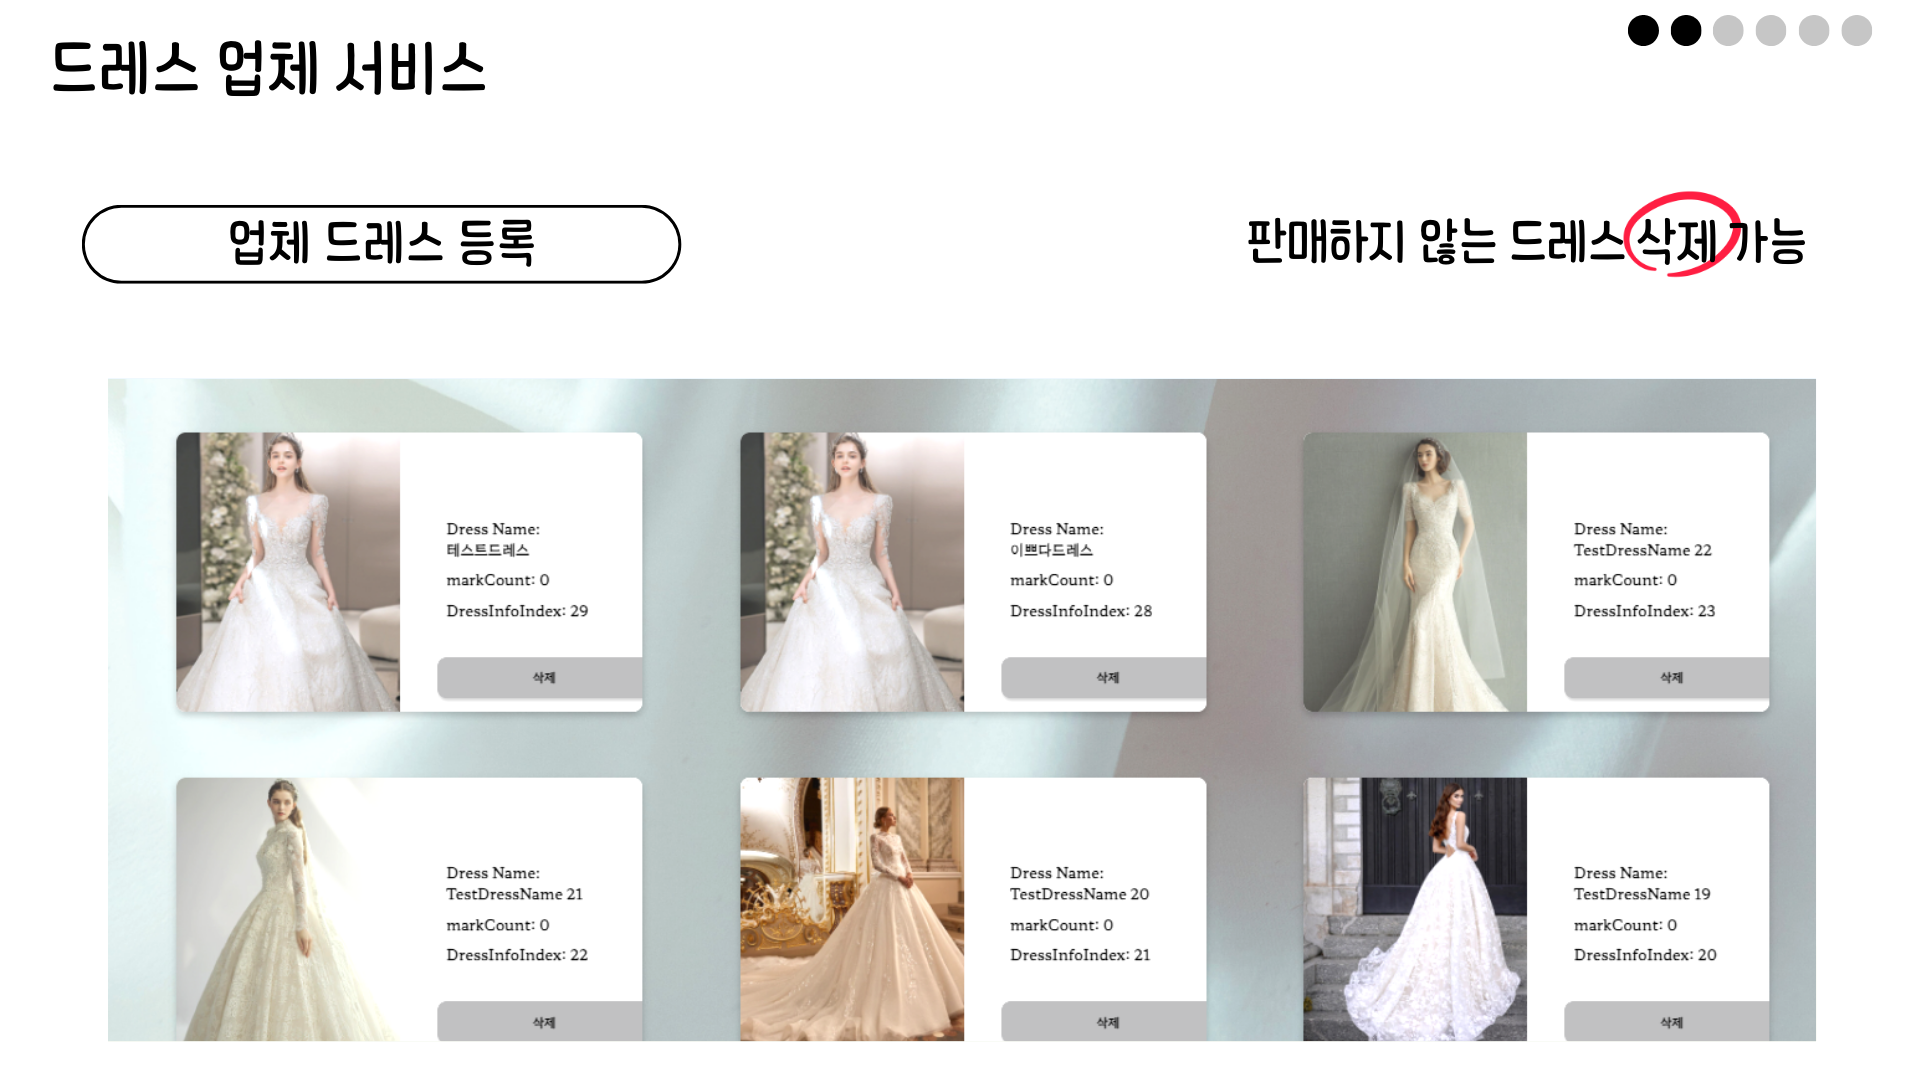 드레스 업체 서비스
업체 드레스 등록
판매하지 않는 드레스 삭제 가능
Dress Name:
테스트드레스
markCount: 0
DressInfoIndex: 29
삭제
Dress Name:
이쁘다드레스
markCount: 0
DressInfoIndex: 28
삭제
Dress Name:
TestDressName 22
markCount: 0
DressInfoIndex: 23
삭제
Dress Name:
TestDressName 21
markCount: 0
DressInfoIndex: 22
삭제
Dress Name:
TestDressName 20
markCount: 0
DressInfoIndex: 21
삭제
Dress Name:
TestDressName 19
markCount: 0
DressInfoIndex: 20
삭제